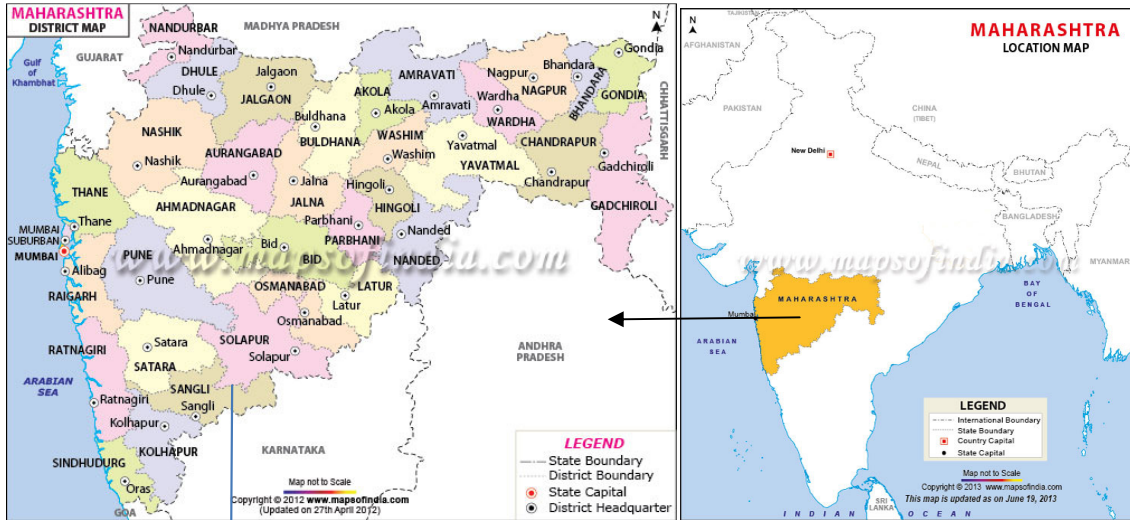 MAHARASHTRA
DISTRICT MAP
MADHYA PRADESH
N
NANDURBAR
Nandurbar
GUJARAT
Gulf
of
Khambhat
DHULE
Dhule
Jalgaon
JALGAON
AKOLA
Akola
AMRAVATI
Amravati
Nagpur
NAGPUR
Bhandara
BHANDARA
Gondia
GONDIA
CHHATTISGARH
Wardha
WARDHA
Buldhana
BULDHANA
NASHIK
Nashik
AURANGABAD
Aurangabad
WASHIM
Washim
Yavatmal
YAVATMAL
CHANDRAPUR
Chandrapur
Gadchiroli
GADCHIROLI
Jalna
JALNA
Hingoli
HINGOLI
THANE
Thane
AHMADNAGAR
Ahmadnagar
Parbhani
PARBHANI
Nanded
NANDED
MUMBAI
SUBURBAN
MUMBAI
PUNE
Pune
Bid
BID
www.mapsofindia.com
Alibag
RAIGARH
OSMANABAD
Osmanabad
LATUR
Latur
RATNAGIRI
Ratnagiri
Satara
SATARA
SOLAPUR
Solapur
ANDHRA
PRADESH
ARABIAN
SEA
SANGLI
Sangli
Kolhapur
KOLHAPUR
KARNATAKA
SINDHUDURG
Oras
GOA
LEGEND
State Boundary
District Boundary
State Capital
District Headquarter
Map not to Scale
Copyright © 2012 www.mapsofindia.com
(Updated on 27th April 2012)
MAHARASHTRA
LOCATION MAP
N
TAJIKISTAN
AFGHANISTAN
PAKISTAN
CHINA
(TIBET)
New Delhi
NEPAL
BHUTAN
BANGLADESH
MYANMAR
www.mapsofindia.com
MAHARASHTRA
Mumbai
ARABIAN
SEA
BAY
OF
BENGAL
LEGEND
International Boundary
State Boundary
Country Capital
State Capital
Map not to Scale
Copyright © 2013 www.mapsofindia.com
This map is updated as on June 19, 2013
SRI
LANKA
INDIAN OCEAN